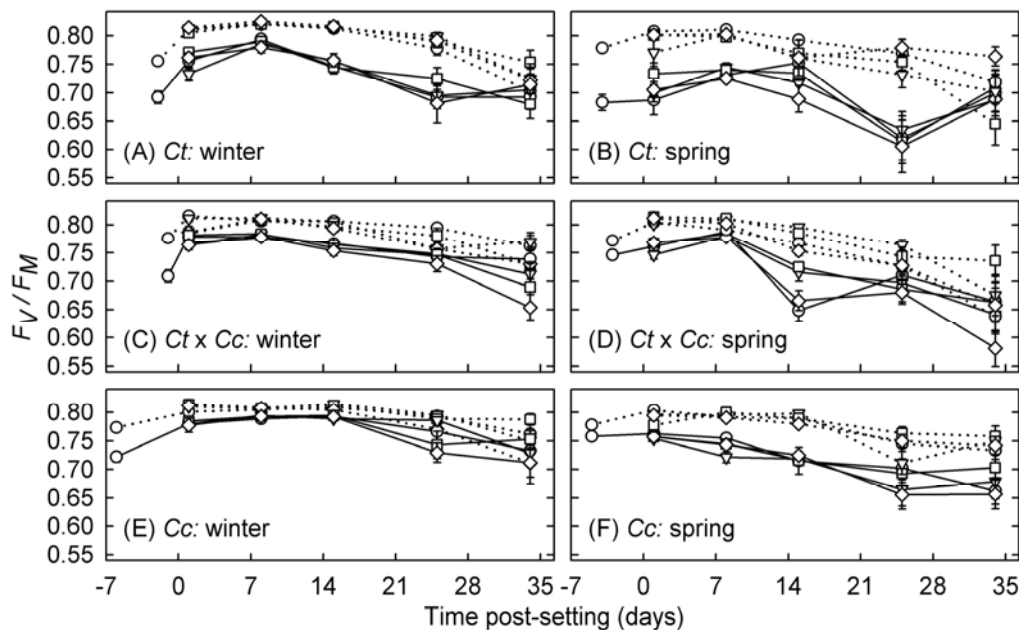 0.80
0.75
0.70
0.65
0.60
0.55
(A) Ct: winter
(B) Ct: spring
0.80
0.75
0.70
0.65
0.60
0.55
(C) Ct x Cc: winter
(D) Ct x Cc: spring
0.80
0.75
0.70
0.65
0.60
0.55
(E) Cc: winter
(F) Cc: spring
F_V / F_M
-7 0 7 14 21 28 35 -7 0 7 14 21 28 35
Time post-setting (days)